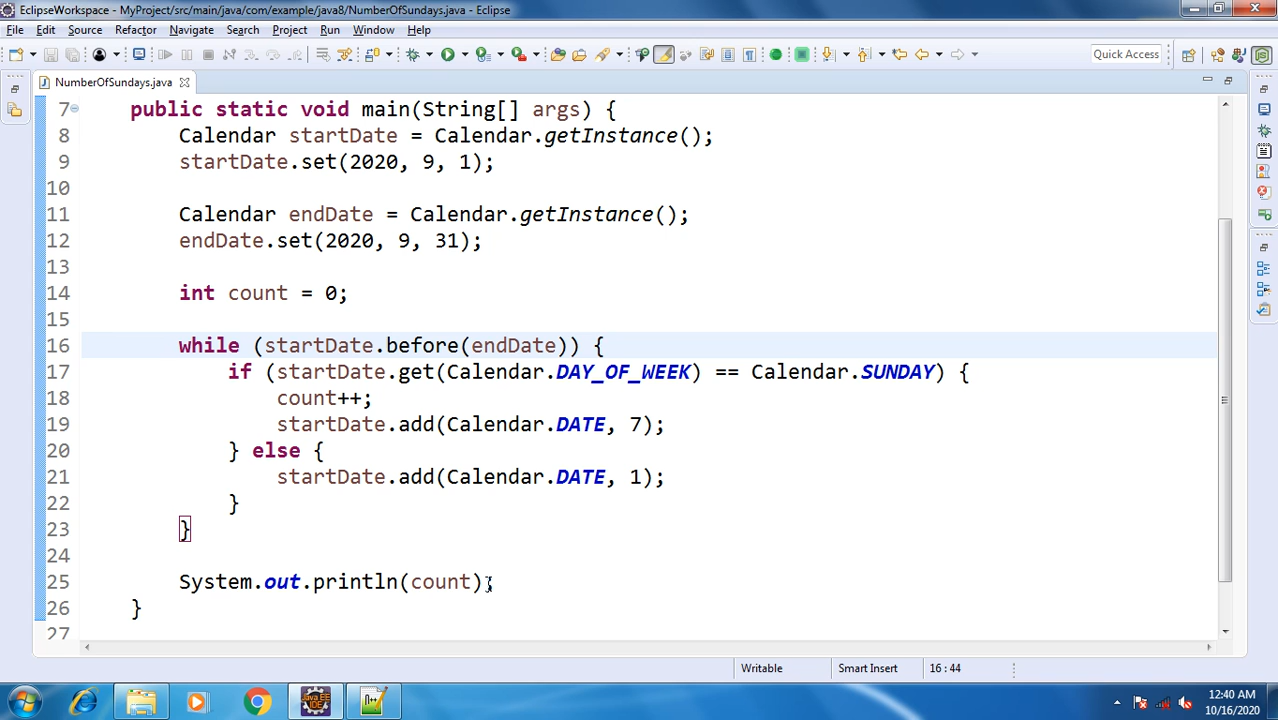 EclipseWorkspace - MyProject/src/main/java/com/example/java8/NumberOfSundays.java - Eclipse
File Edit Source Refactor Navigate Search Project Run Window Help
Quick Access
NumberOfSundays.java
7 public static void main(String[] args) {
8 Calendar startDate = Calendar.getInstance();
9 startDate.set(2020, 9, 1);
10
11 Calendar endDate = Calendar.getInstance();
12 endDate.set(2020, 9, 31);
13
14 int count = 0;
15
16 while (startDate.before(endDate)) {
17 if (startDate.get(Calendar.DAY_OF_WEEK) == Calendar.SUNDAY) {
18 count++;
19 startDate.add(Calendar.DATE, 7);
20 } else {
21 startDate.add(Calendar.DATE, 1);
22 }
23 }
24
25 System.out.println(count);
26 }
27
Writable Smart Insert 16 : 44
Java EE IDE
12:40 AM
10/16/2020